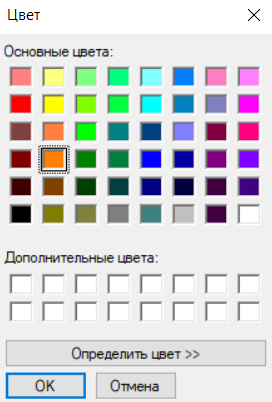 Цвет
Основные цвета:
Дополнительные цвета:
Определить цвет >>
OK
Отмена